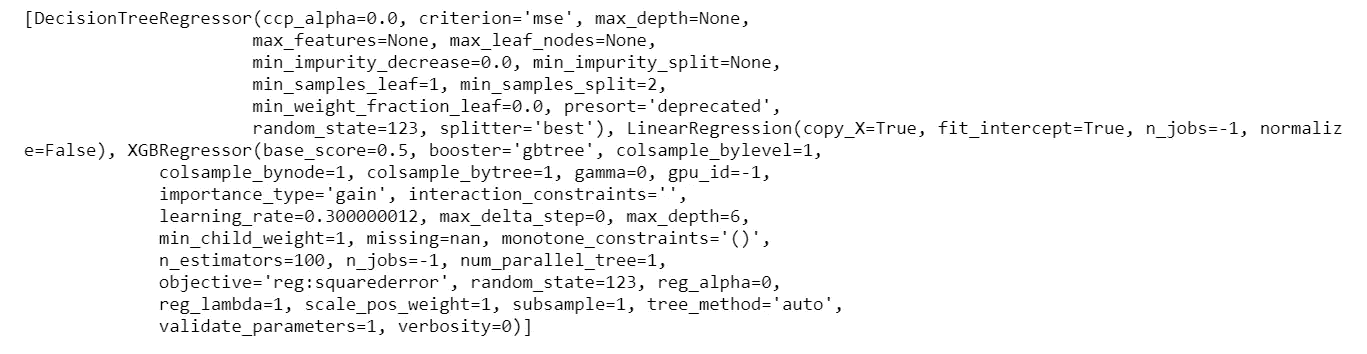 [DecisionTreeRegressor(ccp_alpha=0.0, criterion='mse', max_depth=None,
max_features=None, max_leaf_nodes=None,
min_impurity_decrease=0.0, min_impurity_split=None,
min_samples_leaf=1, min_samples_split=2,
min_weight_fraction_leaf=0.0, presort='deprecated',
random_state=123, splitter='best'), LinearRegression(copy_X=True, fit_intercept=True, n_jobs=-1, normaliz
e=False), XGBRegressor(base_score=0.5, booster='gbtree', colsample_bylevel=1,
colsample_bynode=1, colsample_bytree=1, gamma=0, gpu_id=-1,
importance_type='gain', interaction_constraints='',
learning_rate=0.300000012, max_delta_step=0, max_depth=6,
min_child_weight=1, missing=nan, monotone_constraints='()',
n_estimators=100, n_jobs=-1, num_parallel_tree=1,
objective='reg:squarederror', random_state=123, reg_alpha=0,
reg_lambda=1, scale_pos_weight=1, subsample=1, tree_method='auto',
validate_parameters=1, verbosity=0)]